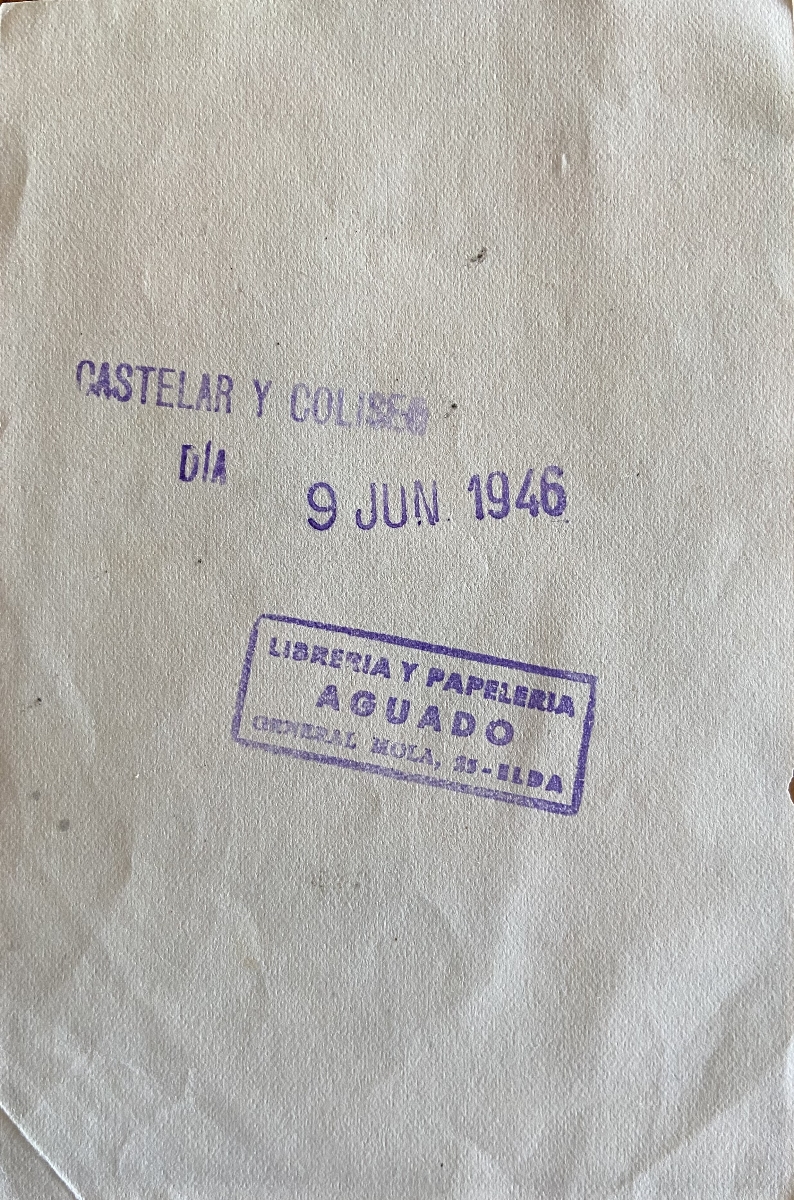 CASTELAR Y COLISEO
DÍA
9 JUN. 1946
LIBRERIA Y PAPELERIA
AGUADO
GENERAL MOLA, 25-ELDA